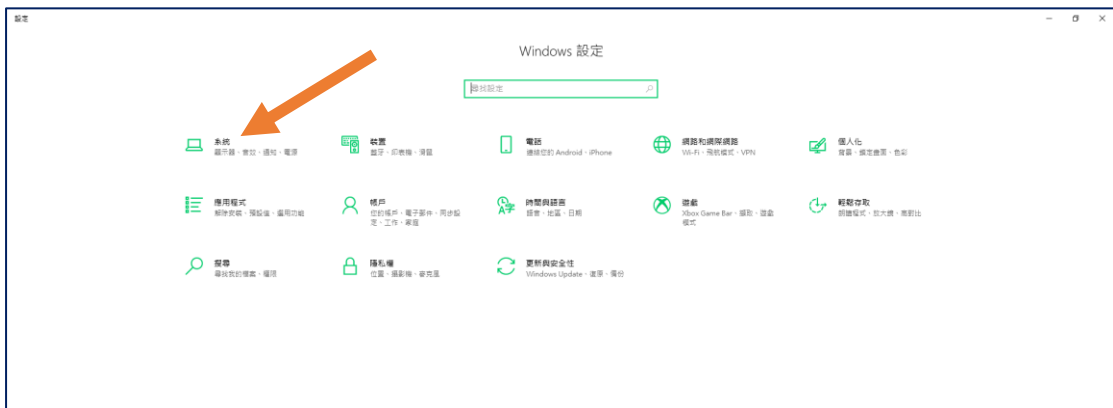 設定
Windows 設定
尋找設定
系統
顯示器、音效、通知、電源
裝置
藍牙、印表機、滑鼠
電話
連結您的 Android、iPhone
網路和網際網路
Wi-Fi、飛航模式、VPN
個人化
背景、鎖定畫面、色彩
應用程式
解除安裝、預設值、選用功能
帳戶
您的帳戶、電子郵件、同步設
定、工作、家庭
時間與語言
語音、地區、日期
遊戲
Xbox Game Bar、擷取、遊戲
模式
輕鬆存取
朗讀程式、放大鏡、高對比
搜尋
尋找我的檔案、權限
隱私權
位置、攝影機、麥克風
更新與安全性
Windows Update、復原、備份